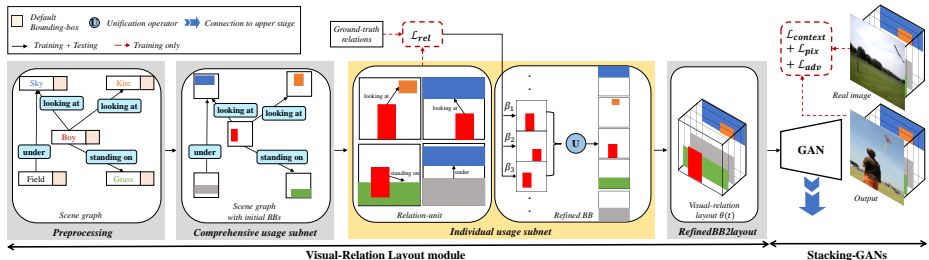 Default
Bounding-box
U
Unification operator
Connection to upper stage
Training + Testing
Training only
Ground-truth
relations
ℒrel
ℒcontext
+ ℒpix
+ ℒadv
Real image
Sky
Kite
looking at
looking at
Boy
under
standing on
Field
Grass
Scene graph
looking at
looking at
under
standing on
Scene graph
with initial BBs
looking at
looking at
standing on
under
Relation-unit
β1
β2
β3
U
Refined BB
Visual-relation
layout θ(t)
GAN
Output
Preprocessing
Comprehensive usage subnet
Individual usage subnet
RefinedBB2layout
Visual-Relation Layout module
Stacking-GANs